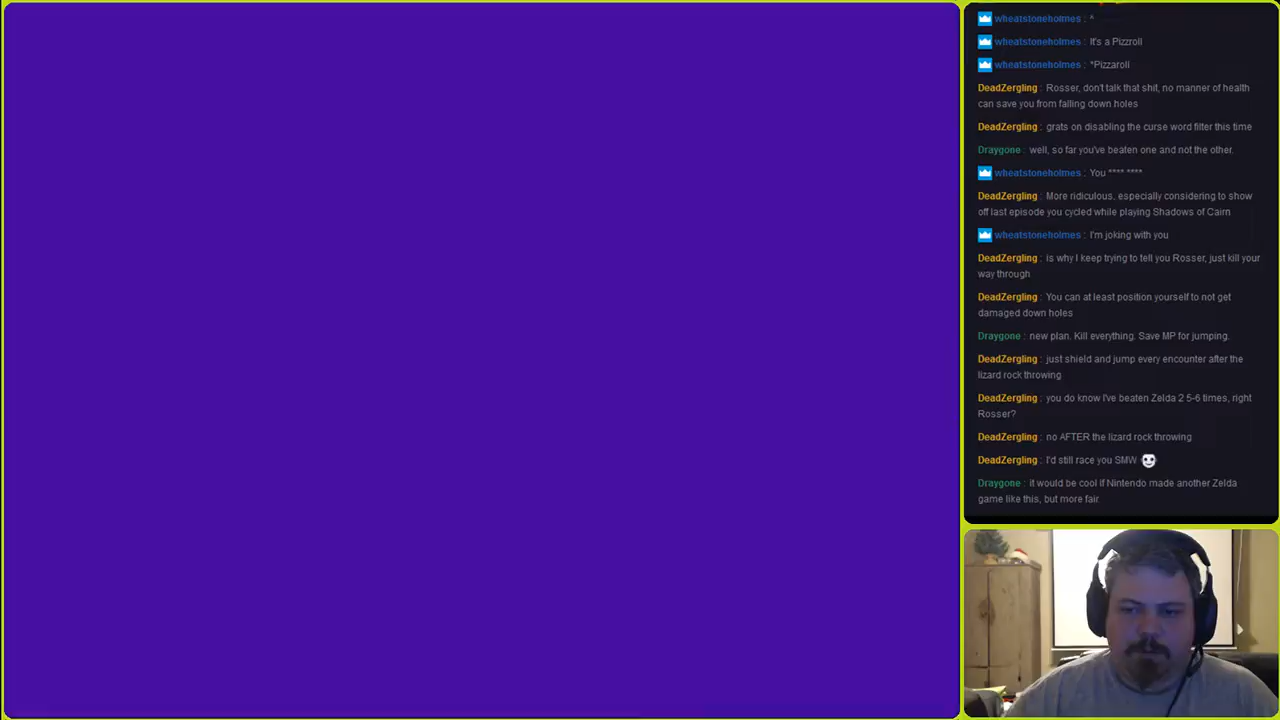 wheatstoneholmes : *
wheatstoneholmes : It's a Pizzroll
wheatstoneholmes : *Pizzaroll
DeadZergling : Rosser, don't talk that shit, no manner of health
can save you from falling down holes
DeadZergling : grats on disabling the curse word filter this time
Draygone : well, so far you've beaten one and not the other.
wheatstoneholmes : You **** ****
DeadZergling : More ridiculous, especially considering to show
off last episode you cycled while playing Shadows of Cairn
wheatstoneholmes : I'm joking with you
DeadZergling : is why I keep trying to tell you Rosser, just kill your
way through
DeadZergling : You can at least position yourself to not get
damaged down holes
Draygone : new plan. Kill everything. Save MP for jumping.
DeadZergling : just shield and jump every encounter after the
lizard rock throwing
DeadZergling : you do know I've beaten Zelda 2 5-6 times, right
Rosser?
DeadZergling : no AFTER the lizard rock throwing
DeadZergling : I'd still race you SMW
Draygone : it would be cool if Nintendo made another Zelda
game like this, but more fair.